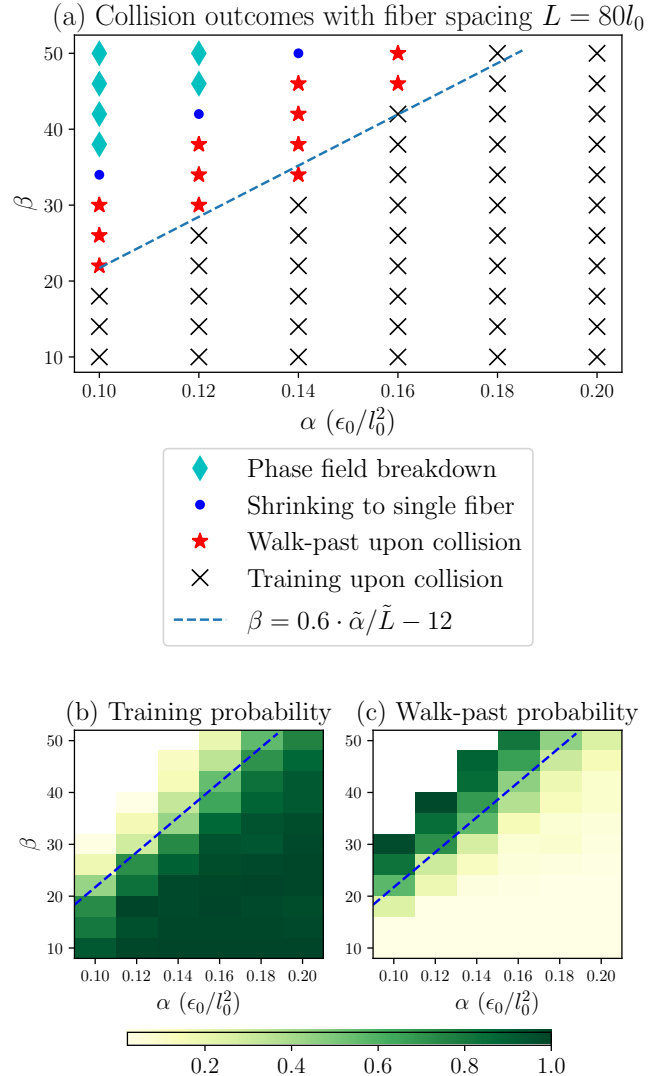 (a) Collision outcomes with fiber spacing L = 80l₀
50
40
30
20
10
β
0.10 0.12 0.14 0.16 0.18 0.20
α (ϵ₀/l₀²)
Phase field breakdown
Shrinking to single fiber
Walk-past upon collision
Training upon collision
β = 0.6 · α̃/L̃ − 12
(b) Training probability
50
40
30
20
10
β
0.10 0.12 0.14 0.16 0.18 0.20
α (ϵ₀/l₀²)
(c) Walk-past probability
50
40
30
20
10
0.10 0.12 0.14 0.16 0.18 0.20
α (ϵ₀/l₀²)
0.2 0.4 0.6 0.8 1.0